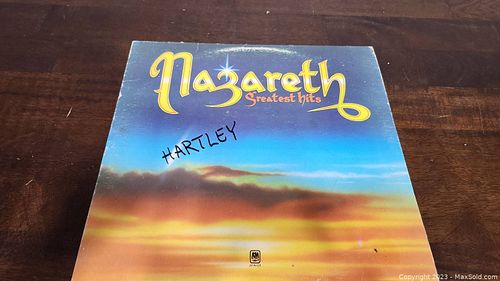 Nazareth
Greatest hits
HARTLEY
Copyright 2023 - MaxSold.com